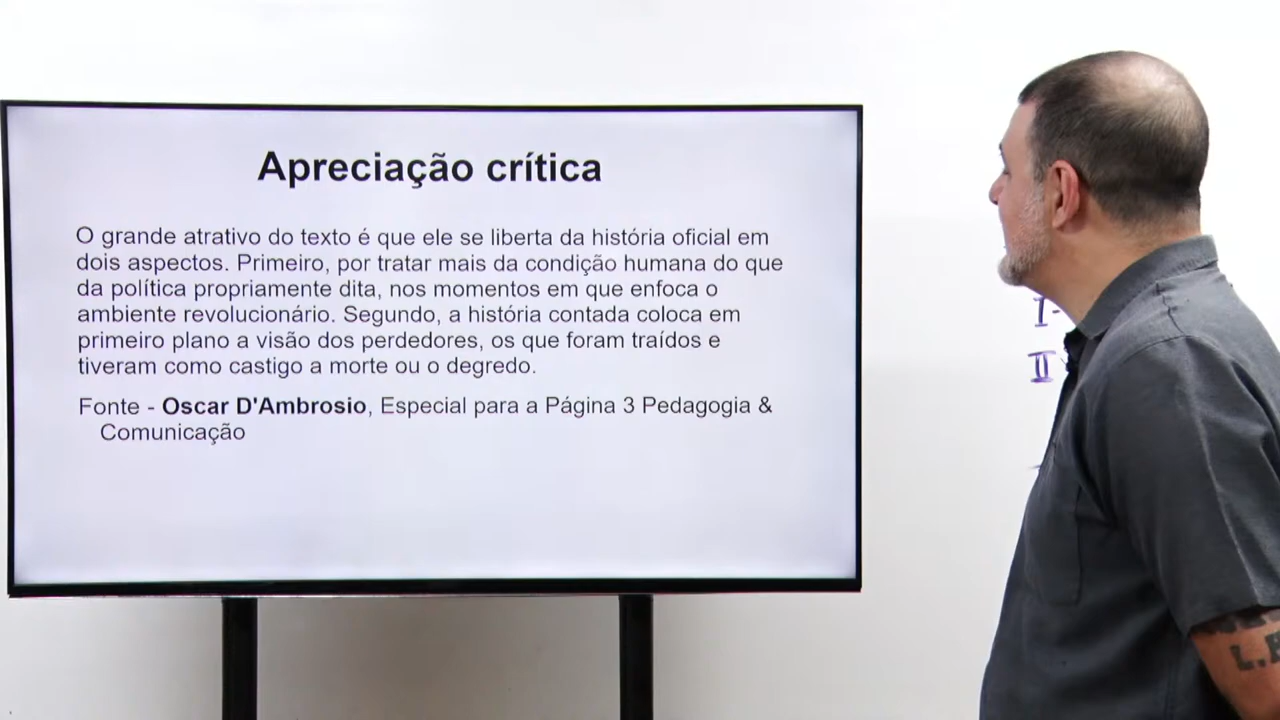 Apreciação crítica
O grande atrativo do texto é que ele se liberta da história oficial em
dois aspectos. Primeiro, por tratar mais da condição humana do que
da política propriamente dita, nos momentos em que enfoca o
ambiente revolucionário. Segundo, a história contada coloca em
primeiro plano a visão dos perdedores, os que foram traídos e
tiveram como castigo a morte ou o degredo.
Fonte - Oscar D'Ambrosio, Especial para a Página 3 Pedagogia &
Comunicação
I-
II